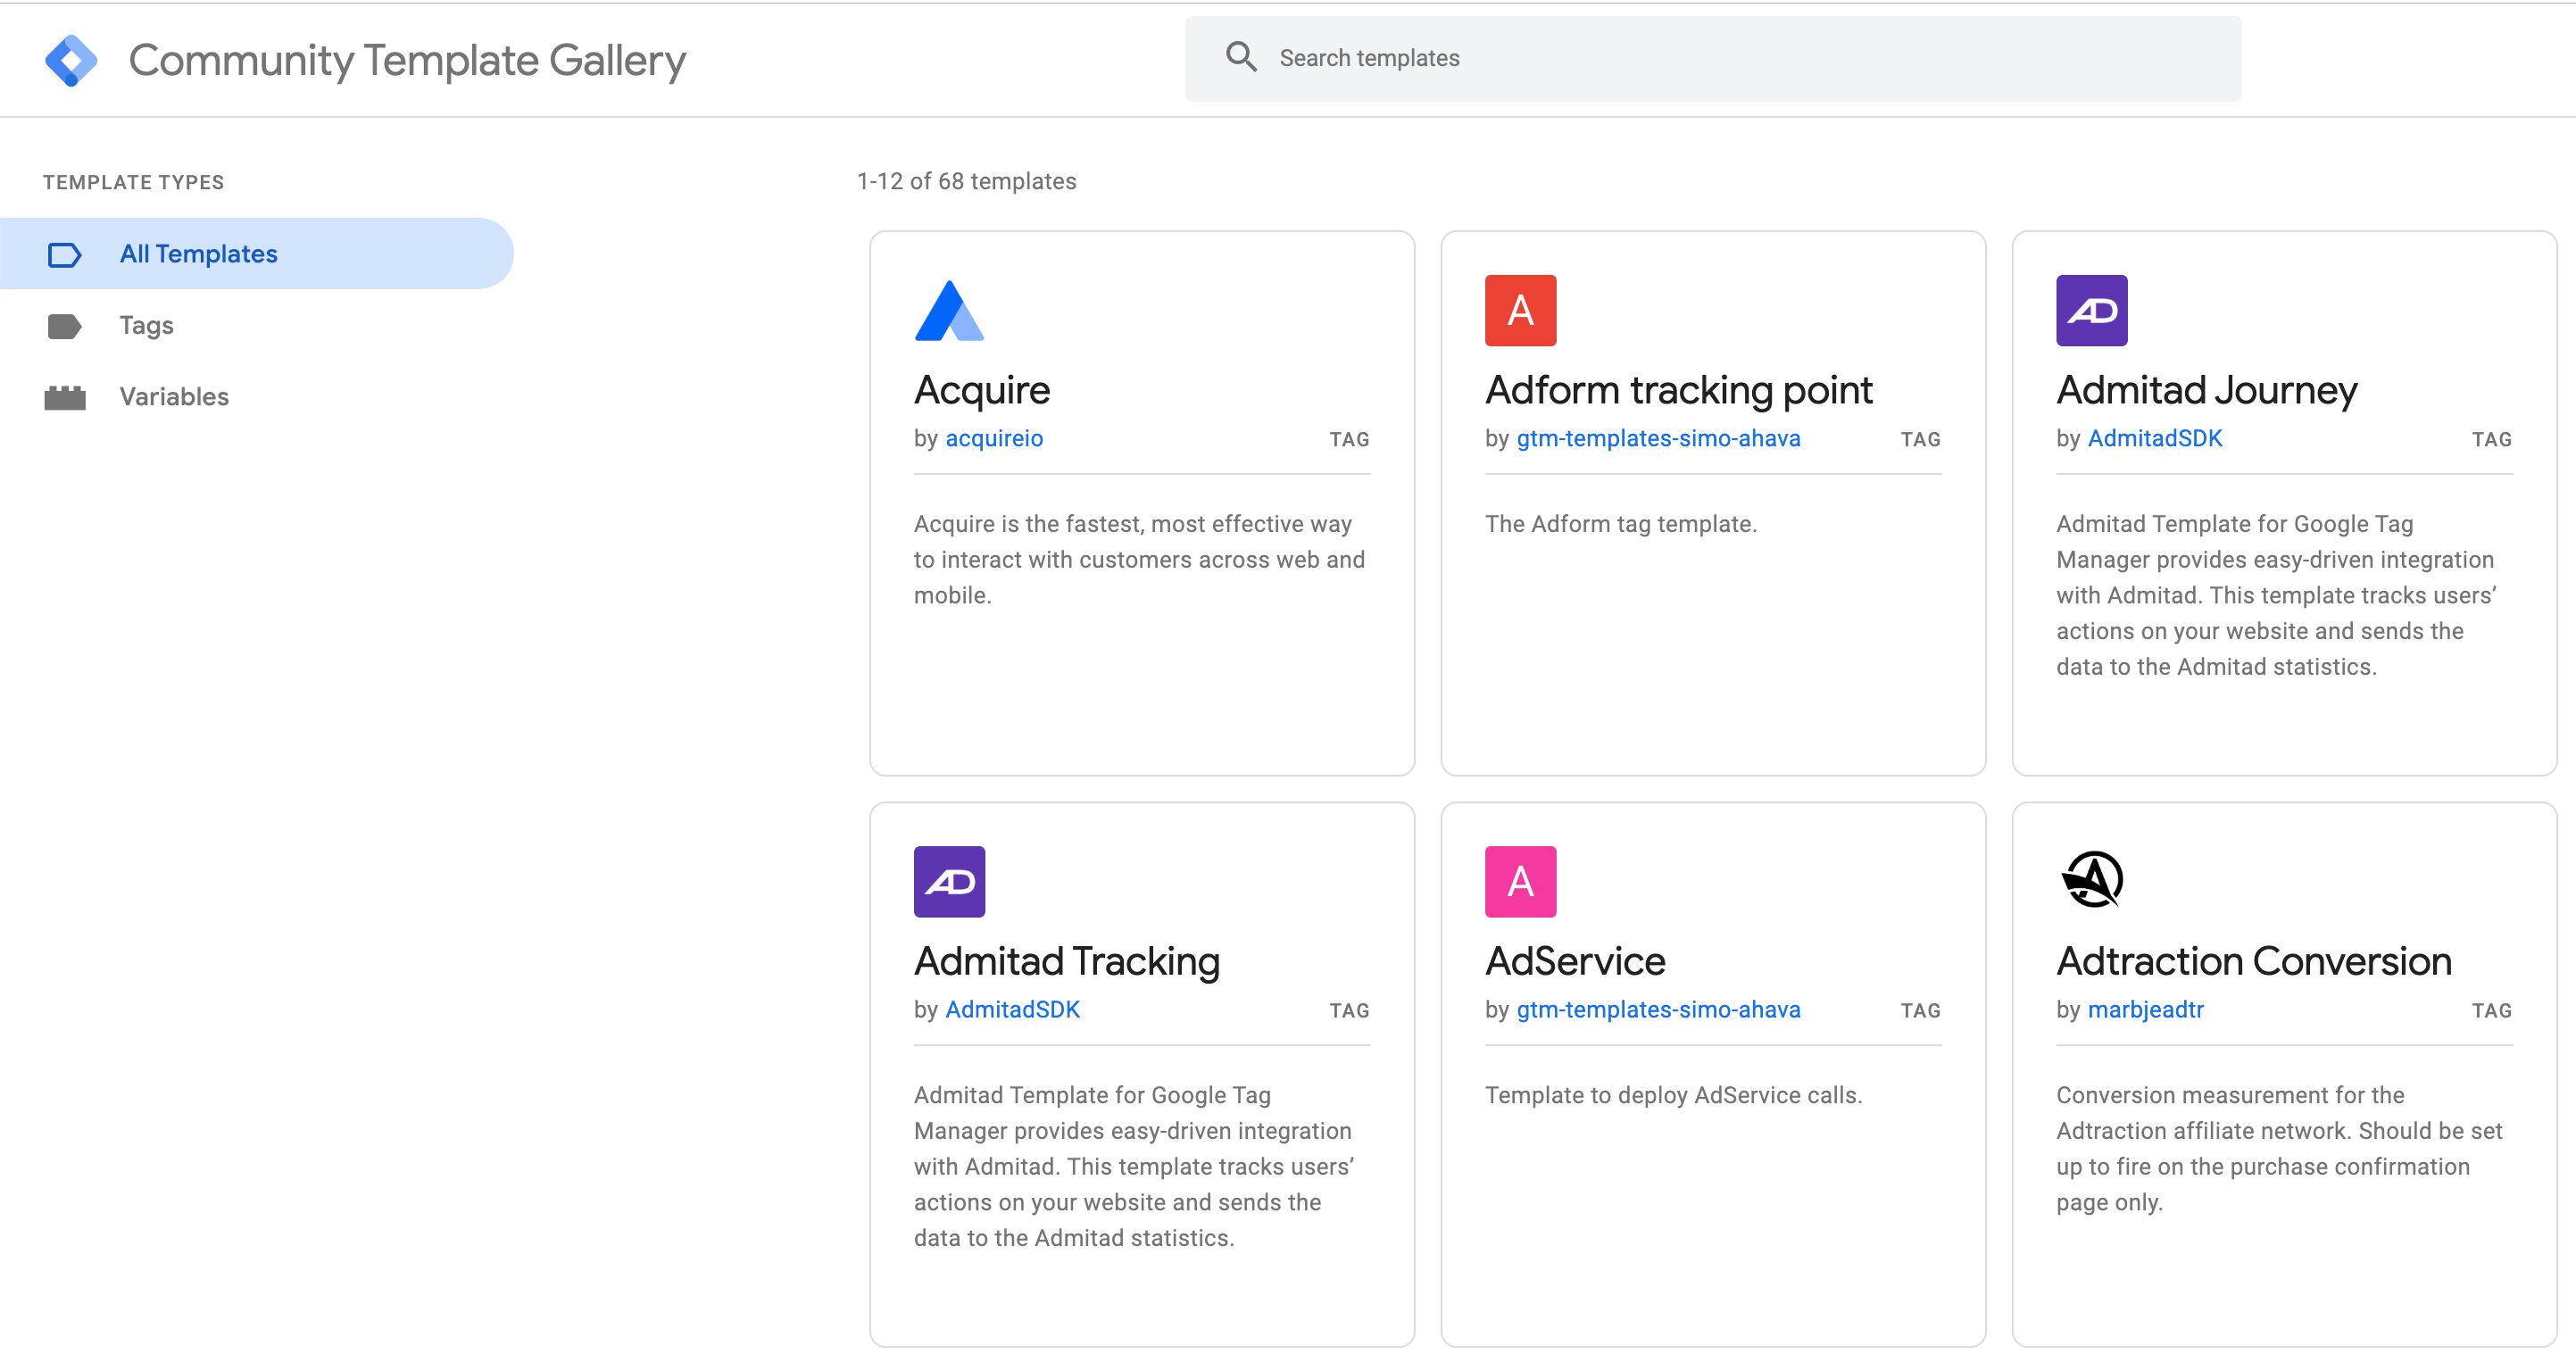 Community Template Gallery
Search templates
TEMPLATE TYPES
All Templates
Tags
Variables
1-12 of 68 templates
Acquire
by acquireio TAG
Acquire is the fastest, most effective way
to interact with customers across web and
mobile.
A
Adform tracking point
by gtm-templates-simo-ahava TAG
The Adform tag template.
AD
Admitad Journey
by AdmitadSDK TAG
Admitad Template for Google Tag
Manager provides easy-driven integration
with Admitad. This template tracks users’
actions on your website and sends the
data to the Admitad statistics.
AD
Admitad Tracking
by AdmitadSDK TAG
Admitad Template for Google Tag
Manager provides easy-driven integration
with Admitad. This template tracks users’
actions on your website and sends the
data to the Admitad statistics.
A
AdService
by gtm-templates-simo-ahava TAG
Template to deploy AdService calls.
A
Adtraction Conversion
by marbjeadtr TAG
Conversion measurement for the
Adtraction affiliate network. Should be set
up to fire on the purchase confirmation
page only.